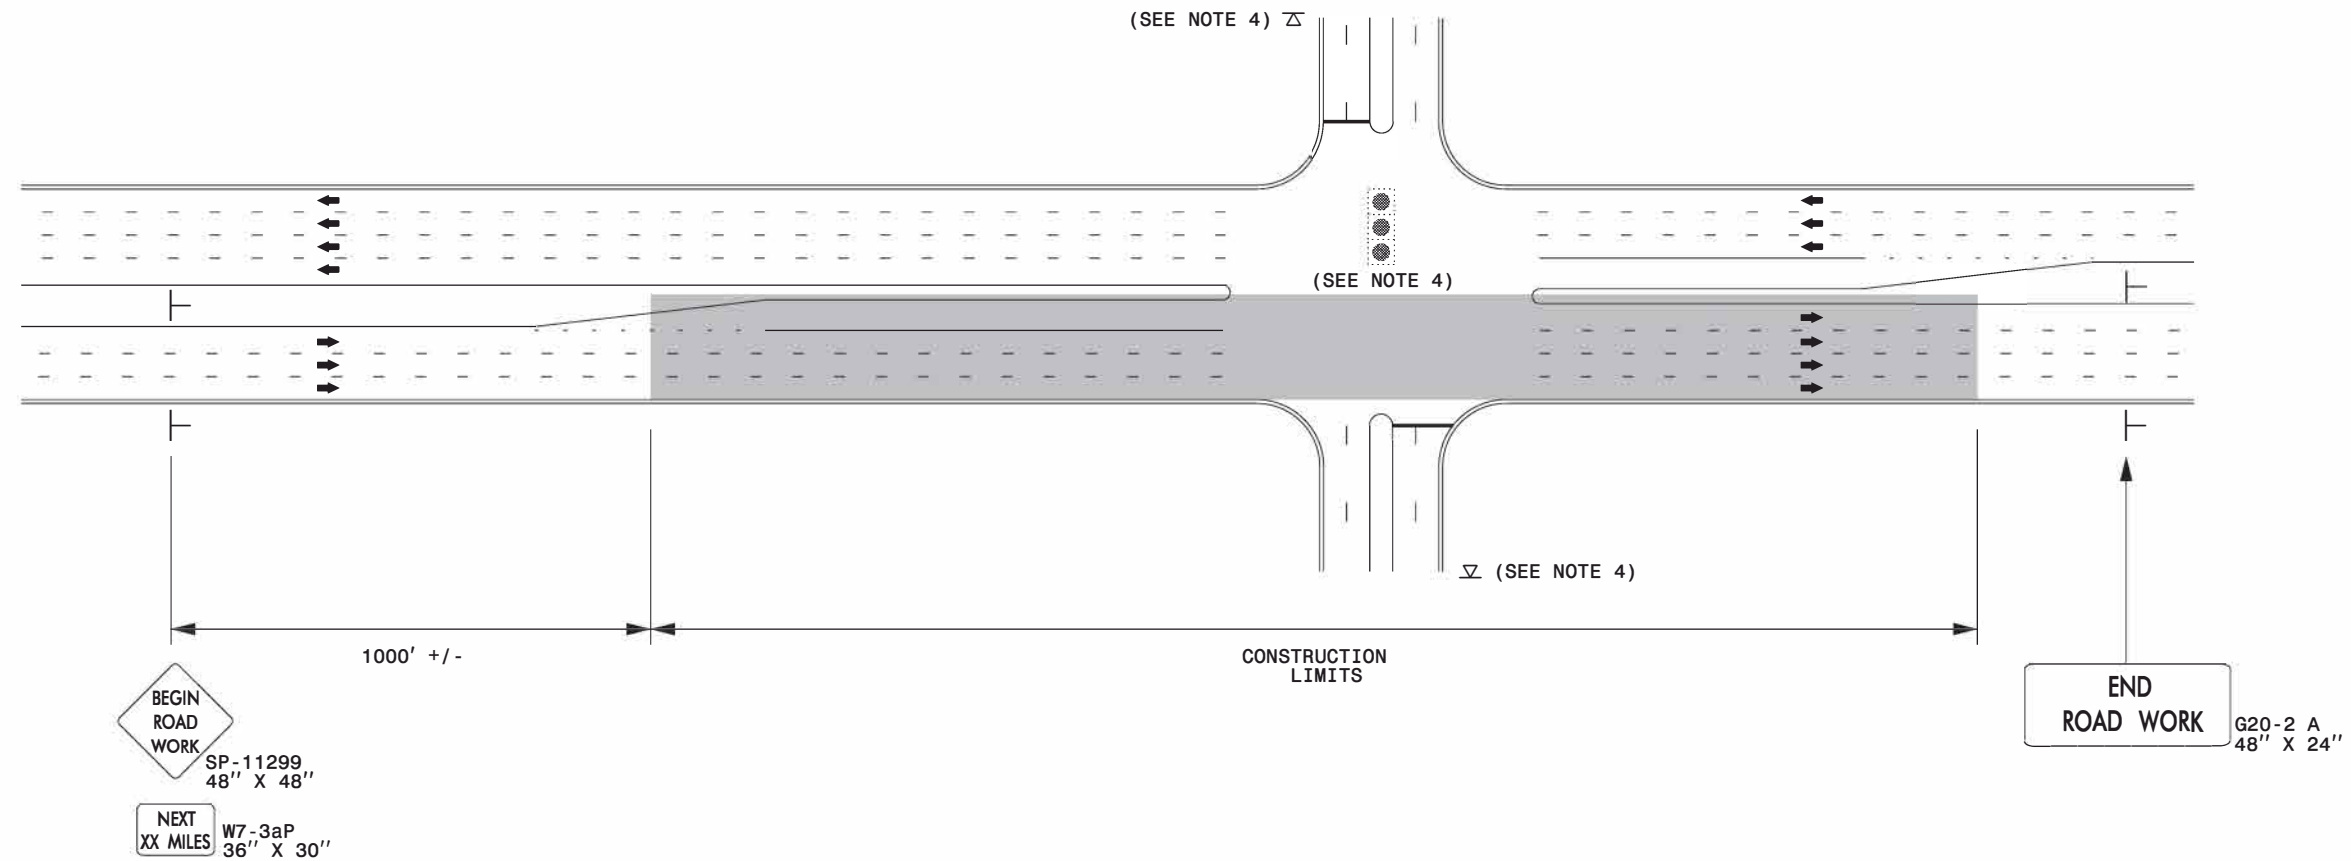 (SEE NOTE 4)
(SEE NOTE 4)
(SEE NOTE 4)
1000' +/-
CONSTRUCTION
LIMITS
BEGIN
ROAD
WORK
SP-11299
48'' X 48''
NEXT
XX MILES
W7-3aP
36'' X 30''
END
ROAD WORK
G20-2 A
48'' X 24''